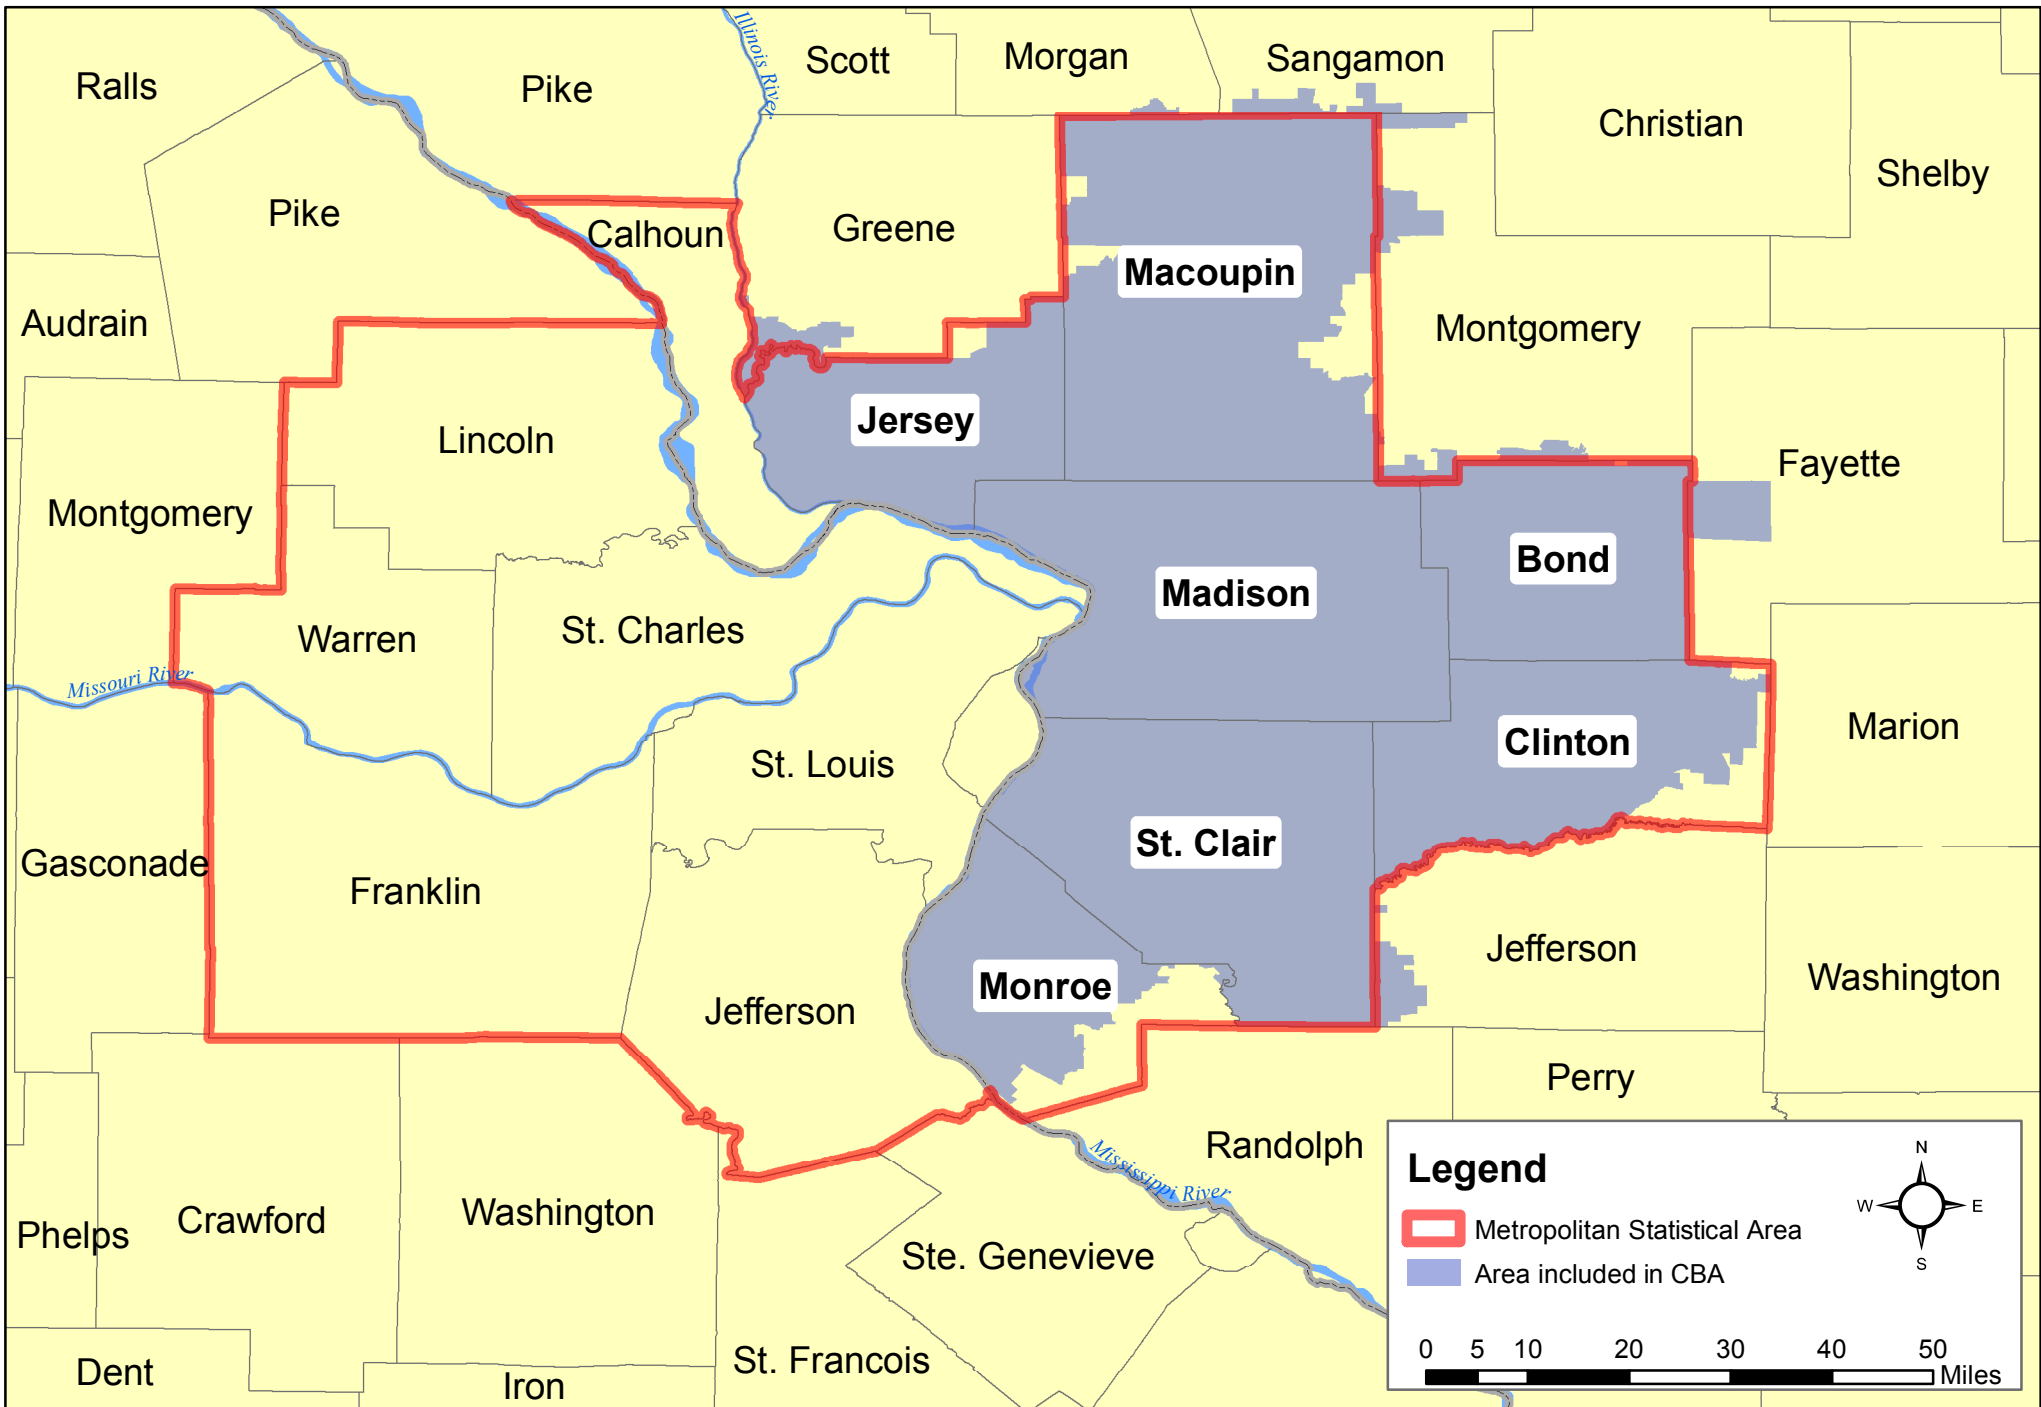 Illinois River
Scott
Morgan
Sangamon
Ralls
Pike
Christian
Shelby
Pike
Calhoun
Greene
Macoupin
Audrain
Montgomery
Jersey
Lincoln
Fayette
Montgomery
Bond
Madison
St. Charles
Warren
Missouri River
Marion
Clinton
St. Louis
St. Clair
Gasconade
Franklin
Jefferson
Washington
Monroe
Jefferson
Perry
Randolph
Mississippi River
Phelps
Crawford
Washington
Ste. Genevieve
St. Francois
Dent
Iron
Legend
Metropolitan Statistical Area
Area included in CBA
N
W
E
S
0 5 10 20 30 40 50
Miles